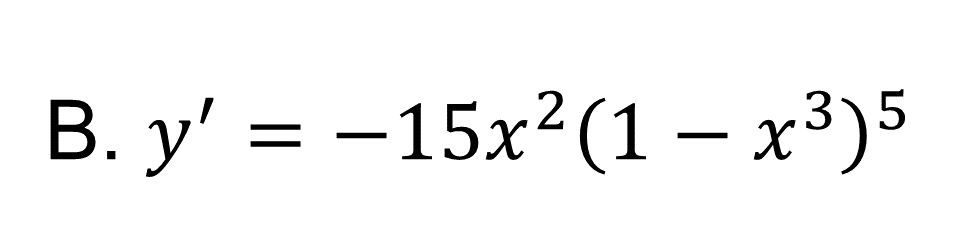 B. y′ = −15x²(1 − x³)⁵